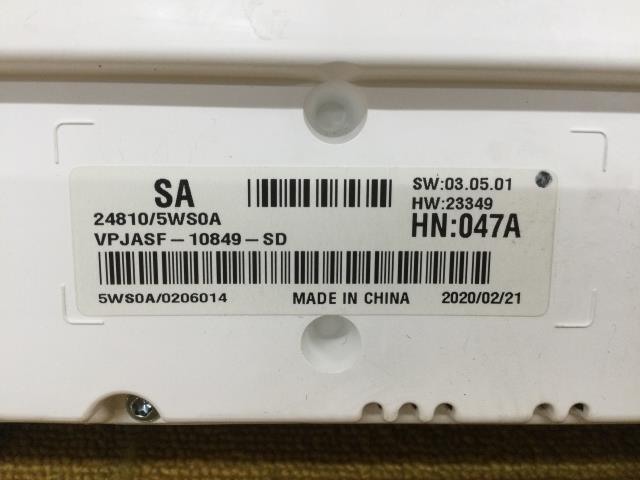 SA
24810/5WS0A
VPJASF-10849-SD
SW:03.05.01
HW:23349
HN:047A
5WS0A/0206014
MADE IN CHINA
2020/02/21